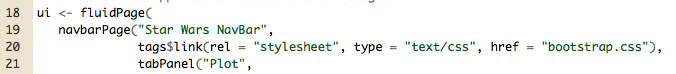 18 ui <- fluidPage(
19 navbarPage("Star Wars NavBar",
20 tags$link(rel = "stylesheet", type = "text/css", href = "bootstrap.css"),
21 tabPanel("Plot",